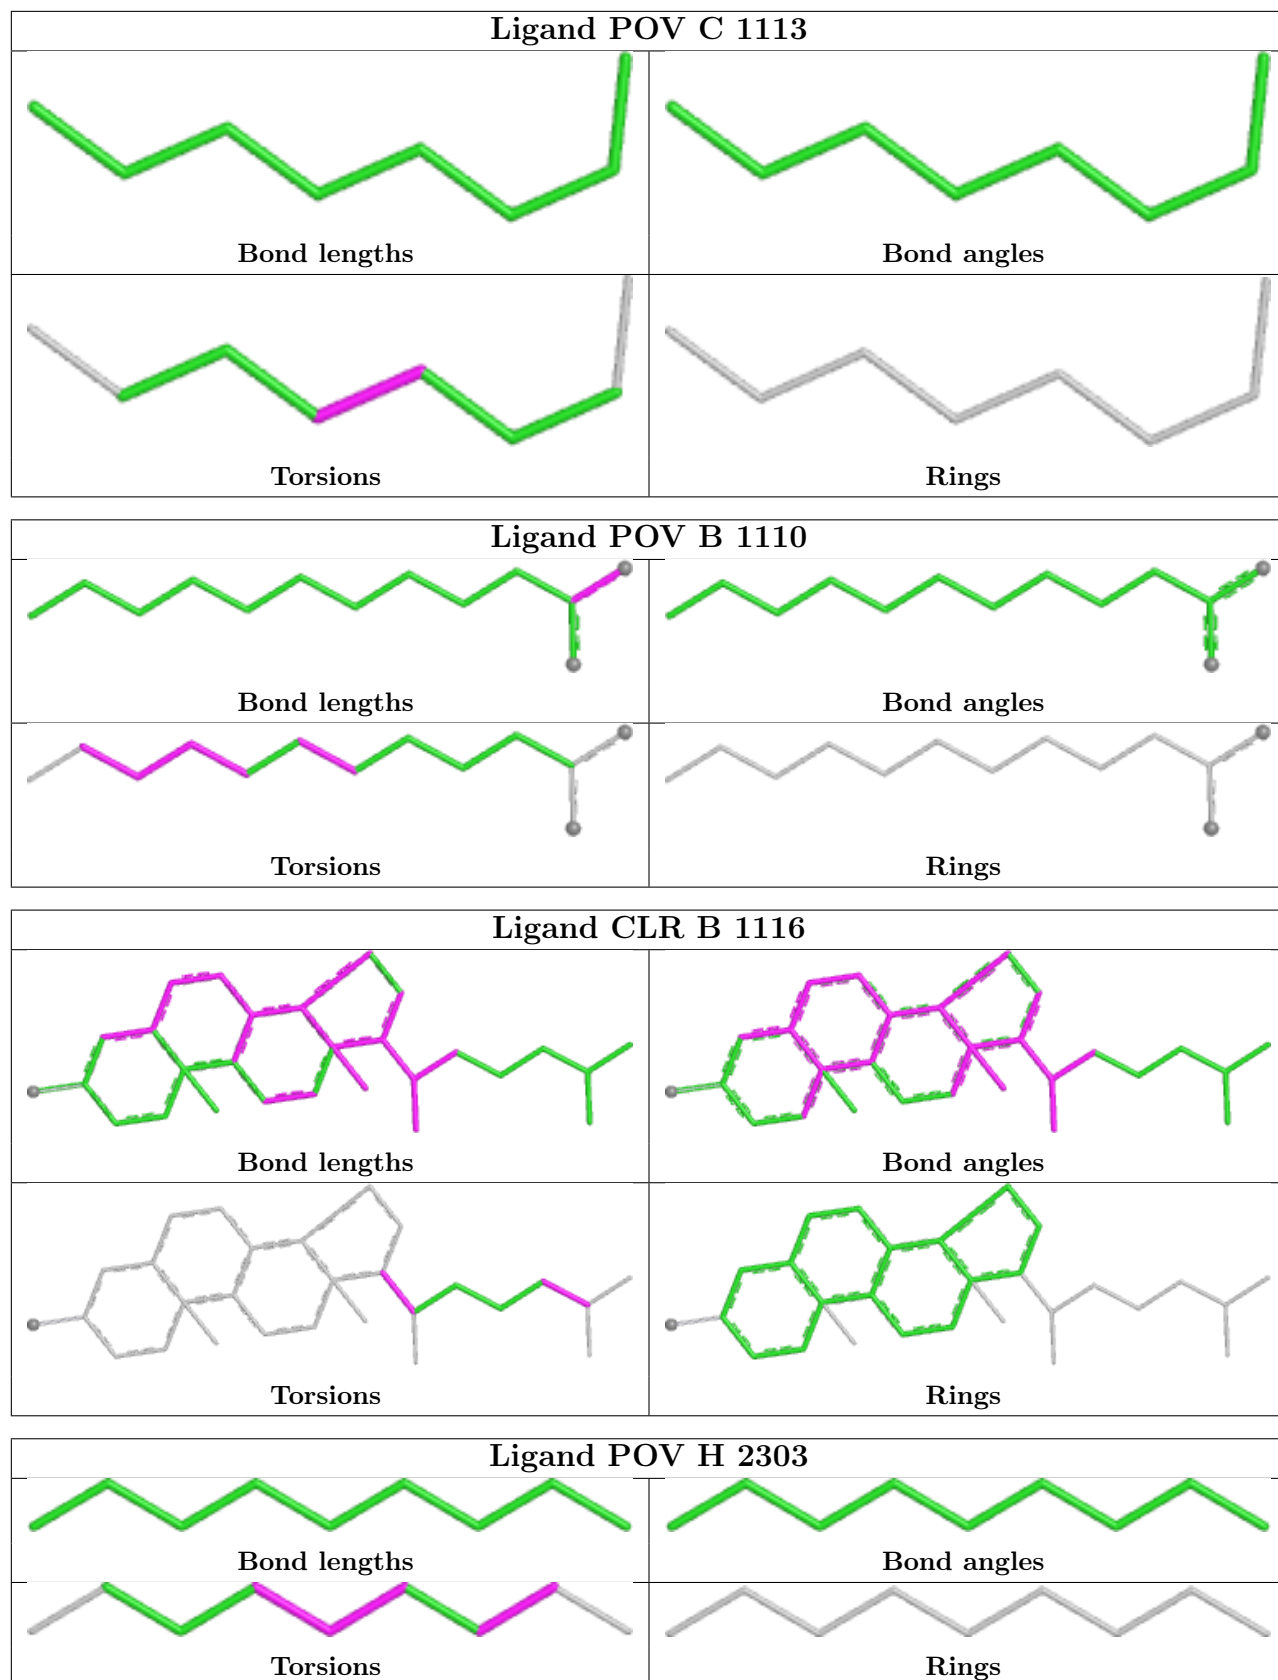 Ligand POV C 1113
Bond lengths
Bond angles
Torsions
Rings
Ligand POV B 1110
Bond lengths
Bond angles
Torsions
Rings
Ligand CLR B 1116
Bond lengths
Bond angles
Torsions
Rings
Ligand POV H 2303
Bond lengths
Bond angles
Torsions
Rings